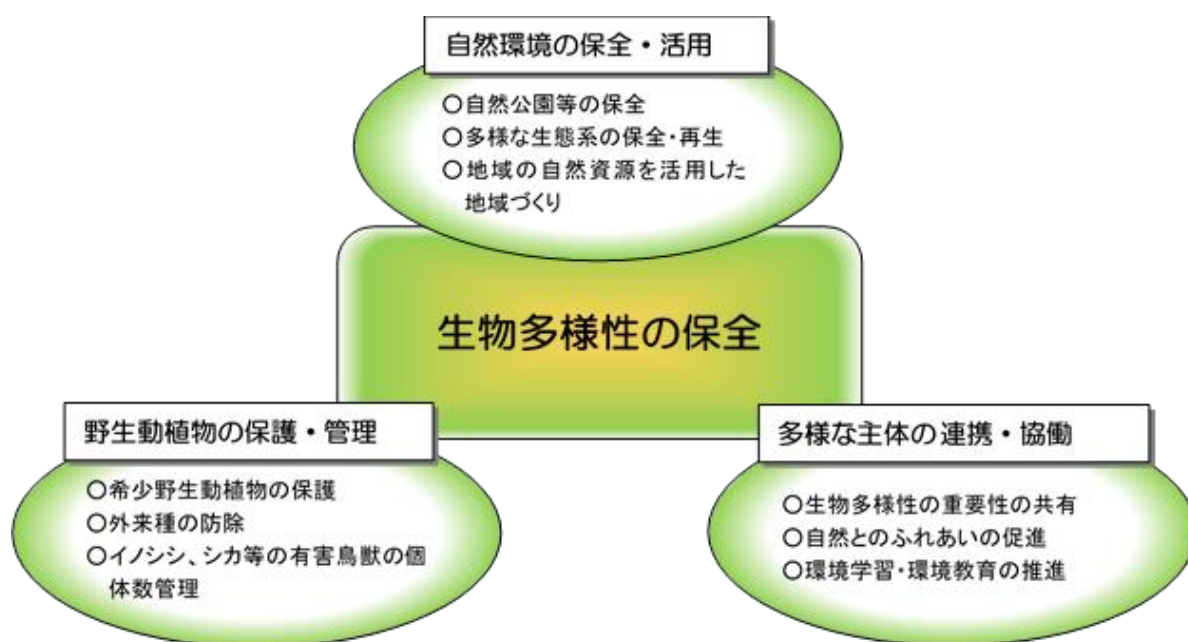 自然環境の保全・活用
○自然公園等の保全
○多様な生態系の保全・再生
○地域の自然資源を活用した
地域づくり
生物多様性の保全
野生動植物の保護・管理
○希少野生動植物の保護
○外来種の防除
○イノシシ、シカ等の有害鳥獣の個
体数管理
多様な主体の連携・協働
○生物多様性の重要性の共有
○自然とのふれあいの促進
○環境学習・環境教育の推進